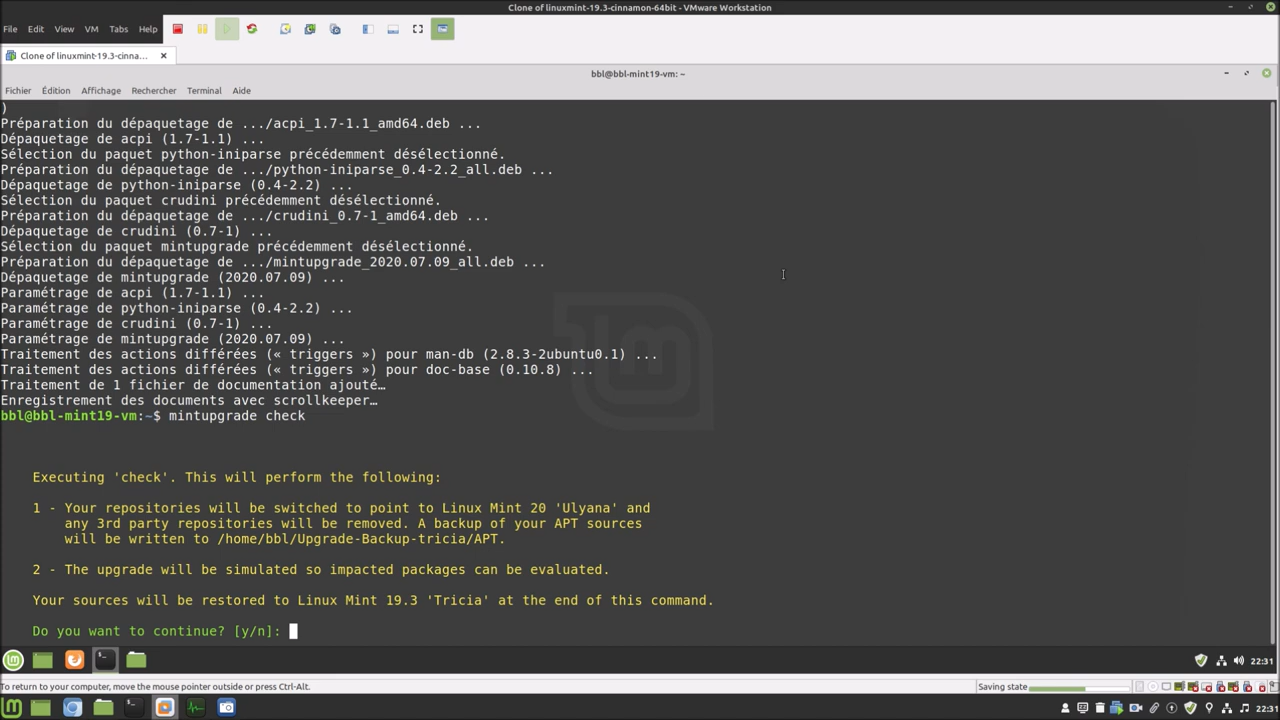 Clone of linuxmint-19.3-cinnamon-64bit - VMware Workstation
File Edit View VM Tabs Help
Clone of linuxmint-19.3-cinna...
bbl@bbl-mint19-vm: ~
Fichier Édition Affichage Rechercher Terminal Aide
)
Préparation du dépaquetage de .../acpi_1.7-1.1_amd64.deb ...
Dépaquetage de acpi (1.7-1.1) ...
Sélection du paquet python-iniparse précédemment désélectionné.
Préparation du dépaquetage de .../python-iniparse_0.4-2.2_all.deb ...
Dépaquetage de python-iniparse (0.4-2.2) ...
Sélection du paquet crudini précédemment désélectionné.
Préparation du dépaquetage de .../crudini_0.7-1_amd64.deb ...
Dépaquetage de crudini (0.7-1) ...
Sélection du paquet mintupgrade précédemment désélectionné.
Préparation du dépaquetage de .../mintupgrade_2020.07.09_all.deb ...
Dépaquetage de mintupgrade (2020.07.09) ...
Paramétrage de acpi (1.7-1.1) ...
Paramétrage de python-iniparse (0.4-2.2) ...
Paramétrage de crudini (0.7-1) ...
Paramétrage de mintupgrade (2020.07.09) ...
Traitement des actions différées (« triggers ») pour man-db (2.8.3-2ubuntu0.1) ...
Traitement des actions différées (« triggers ») pour doc-base (0.10.8) ...
Traitement de 1 fichier de documentation ajouté…
Enregistrement des documents avec scrollkeeper…
bbl@bbl-mint19-vm:~$ mintupgrade check
Executing 'check'. This will perform the following:
1 - Your repositories will be switched to point to Linux Mint 20 'Ulyana' and
any 3rd party repositories will be removed. A backup of your APT sources
will be written to /home/bbl/Upgrade-Backup-tricia/APT.
2 - The upgrade will be simulated so impacted packages can be evaluated.
Your sources will be restored to Linux Mint 19.3 'Tricia' at the end of this command.
Do you want to continue? [y/n]:
22:31
To return to your computer, move the mouse pointer outside or press Ctrl-Alt.
Saving state
22:31